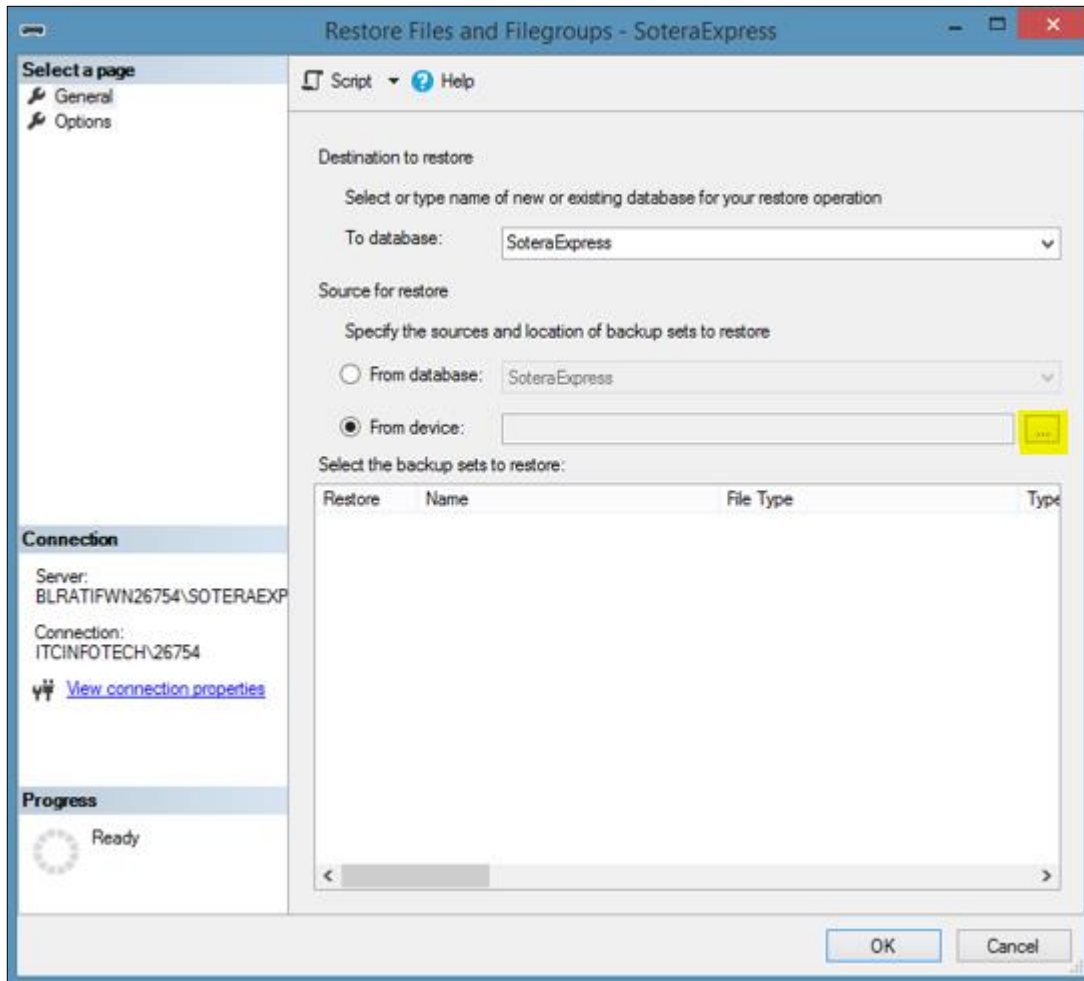 Restore Files and Filegroups - SoteraExpress
Select a page
General
Options
Script
Help
Destination to restore
Select or type name of new or existing database for your restore operation
To database:
SoteraExpress
Source for restore
Specify the sources and location of backup sets to restore
From database:
SoteraExpress
From device:
...
Select the backup sets to restore:
Restore Name File Type Type
Connection
Server:
BLRATIFWN26754\SOTERAEXP
Connection:
ITCINFOTECH\26754
View connection properties
Progress
Ready
OK Cancel